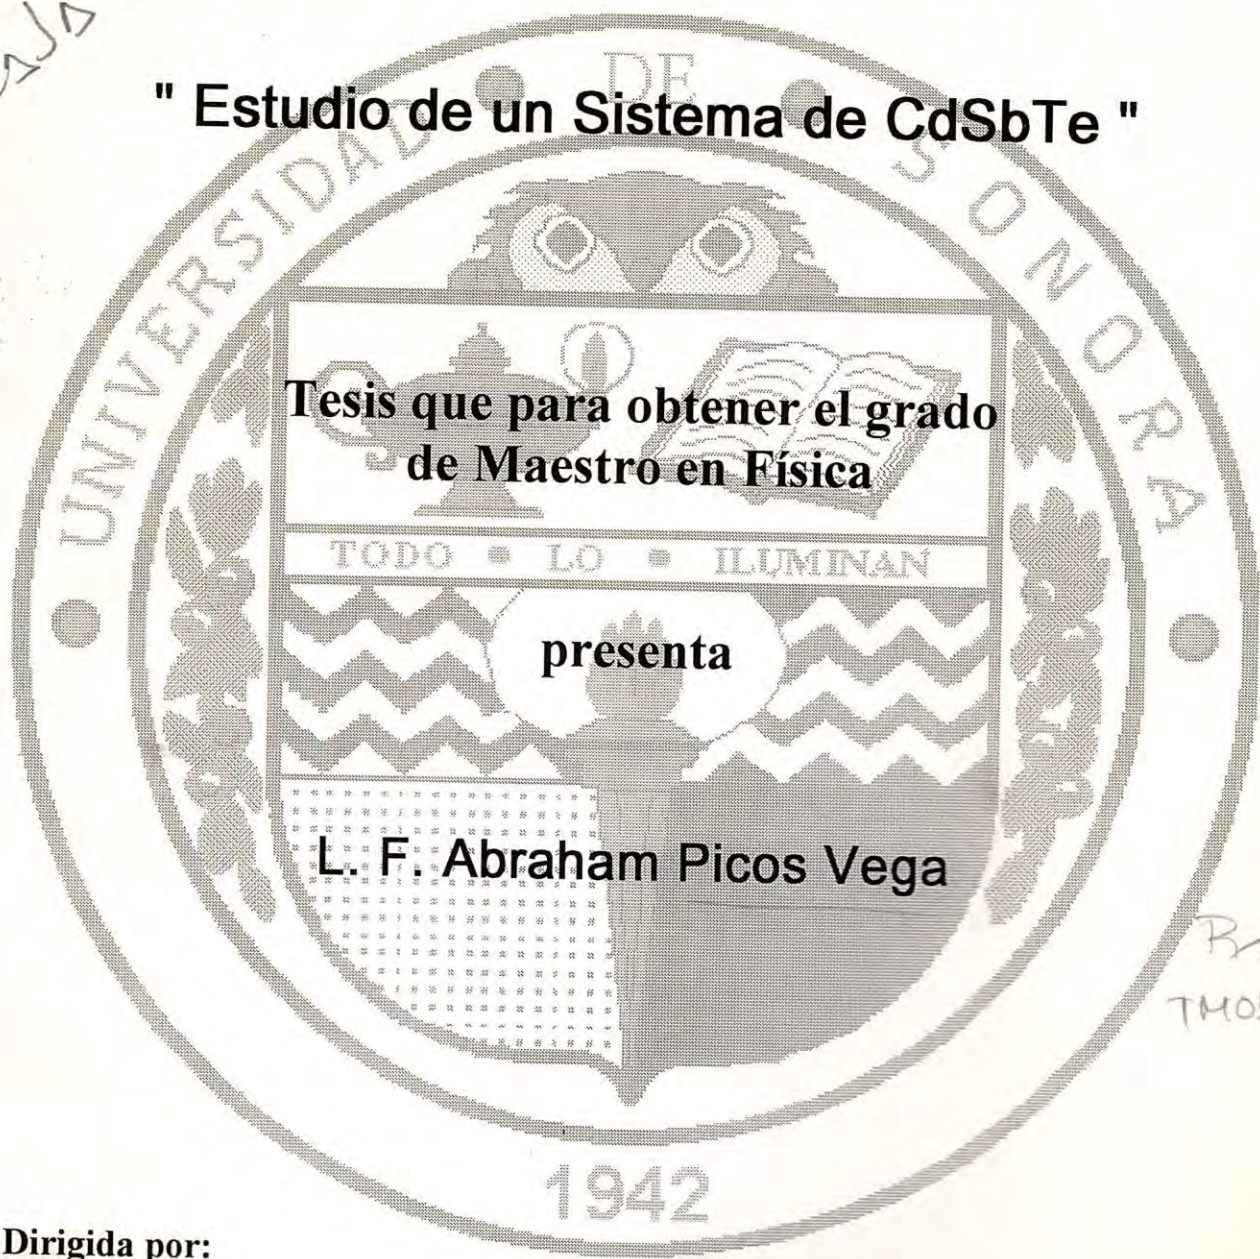 " Estudio de un Sistema de CdSbTe "
UNIVERSIDAD • DE • SONORA
Tesis que para obtener el grado
de Maestro en Física
TODO • LO • ILUMINAN
presenta
L. F. Abraham Picos Vega
1942
Dirigida por: